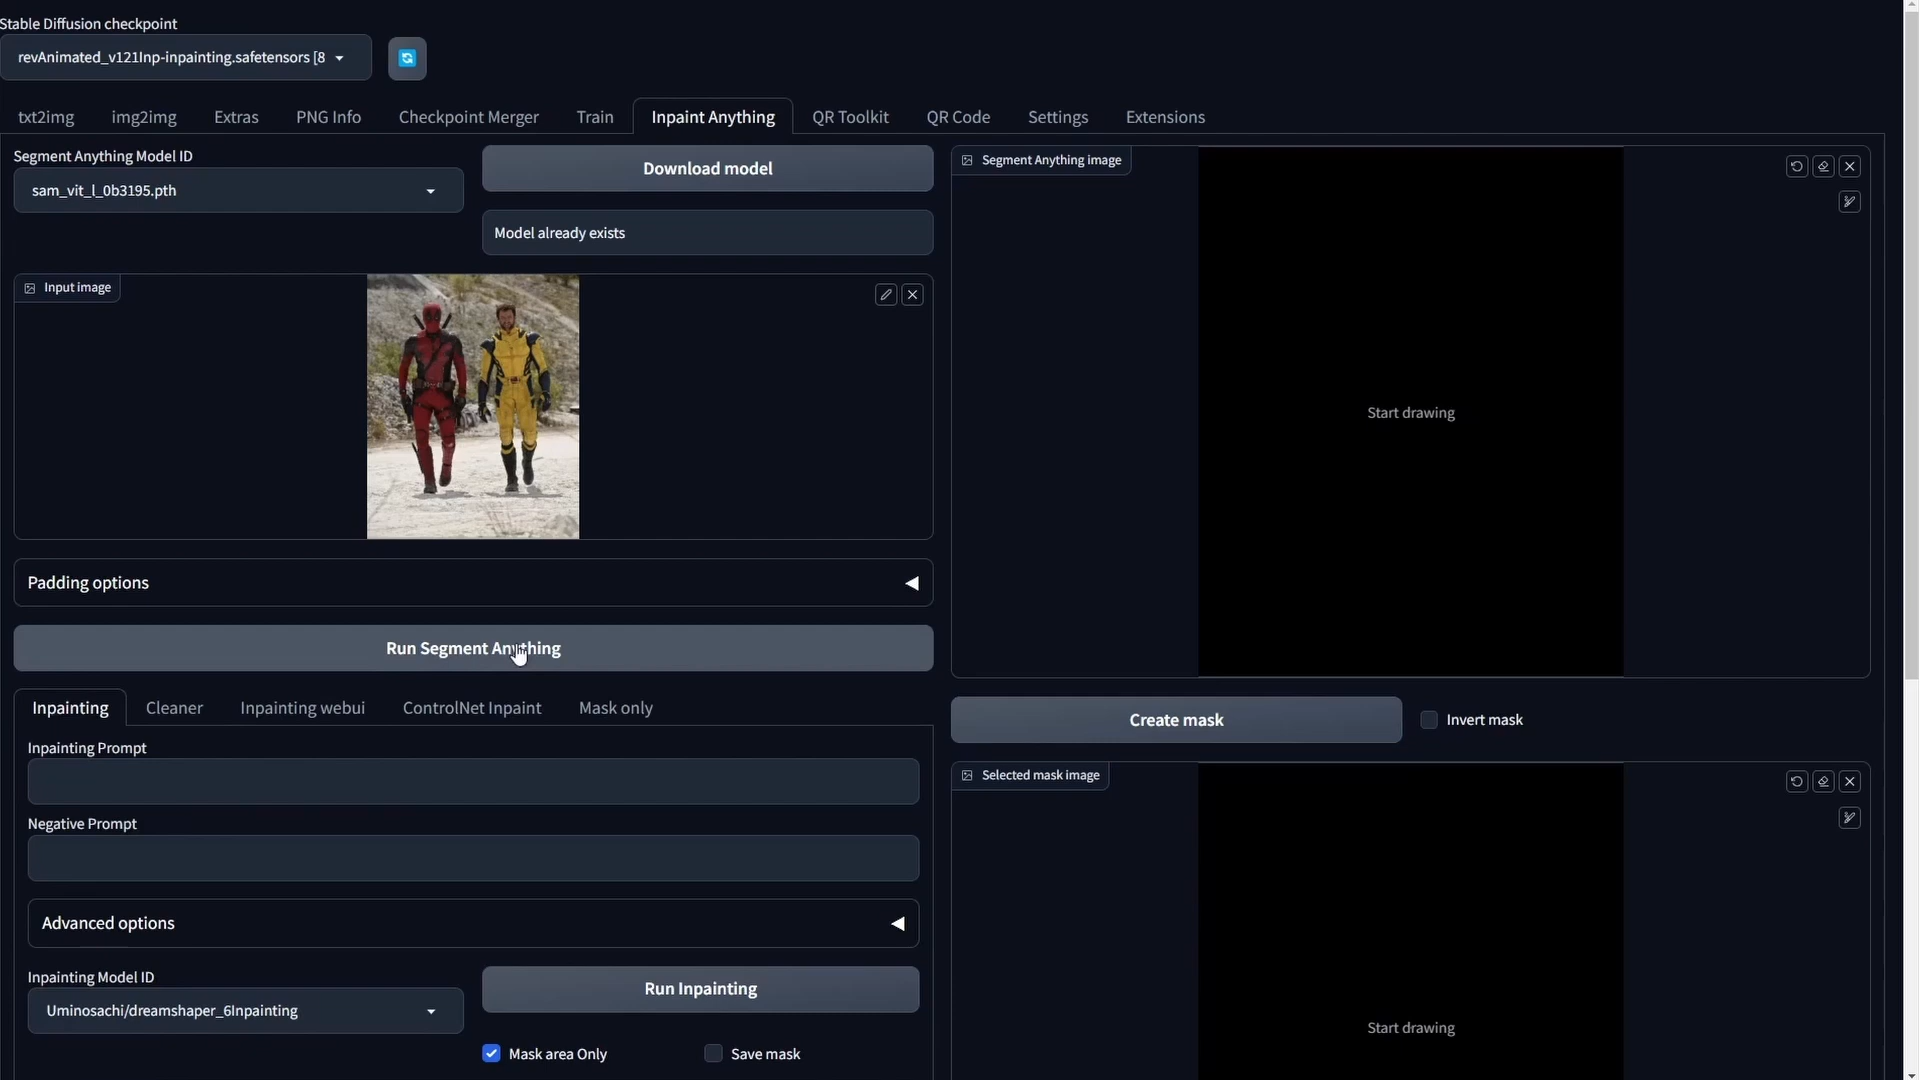 Stable Diffusion checkpoint
revAnimated_v121Inp-inpainting.safetensors [8
txt2img img2img Extras PNG Info Checkpoint Merger Train Inpaint Anything QR Toolkit QR Code Settings Extensions
Segment Anything Model ID
sam_vit_l_0b3195.pth
Download model
Model already exists
Input image
Padding options
Run Segment Anything
Inpainting Cleaner Inpainting webui ControlNet Inpaint Mask only
Inpainting Prompt
Negative Prompt
Advanced options
Inpainting Model ID
Uminosachi/dreamshaper_6Inpainting
Run Inpainting
Mask area Only Save mask
Segment Anything image
Start drawing
Create mask
Invert mask
Selected mask image
Start drawing